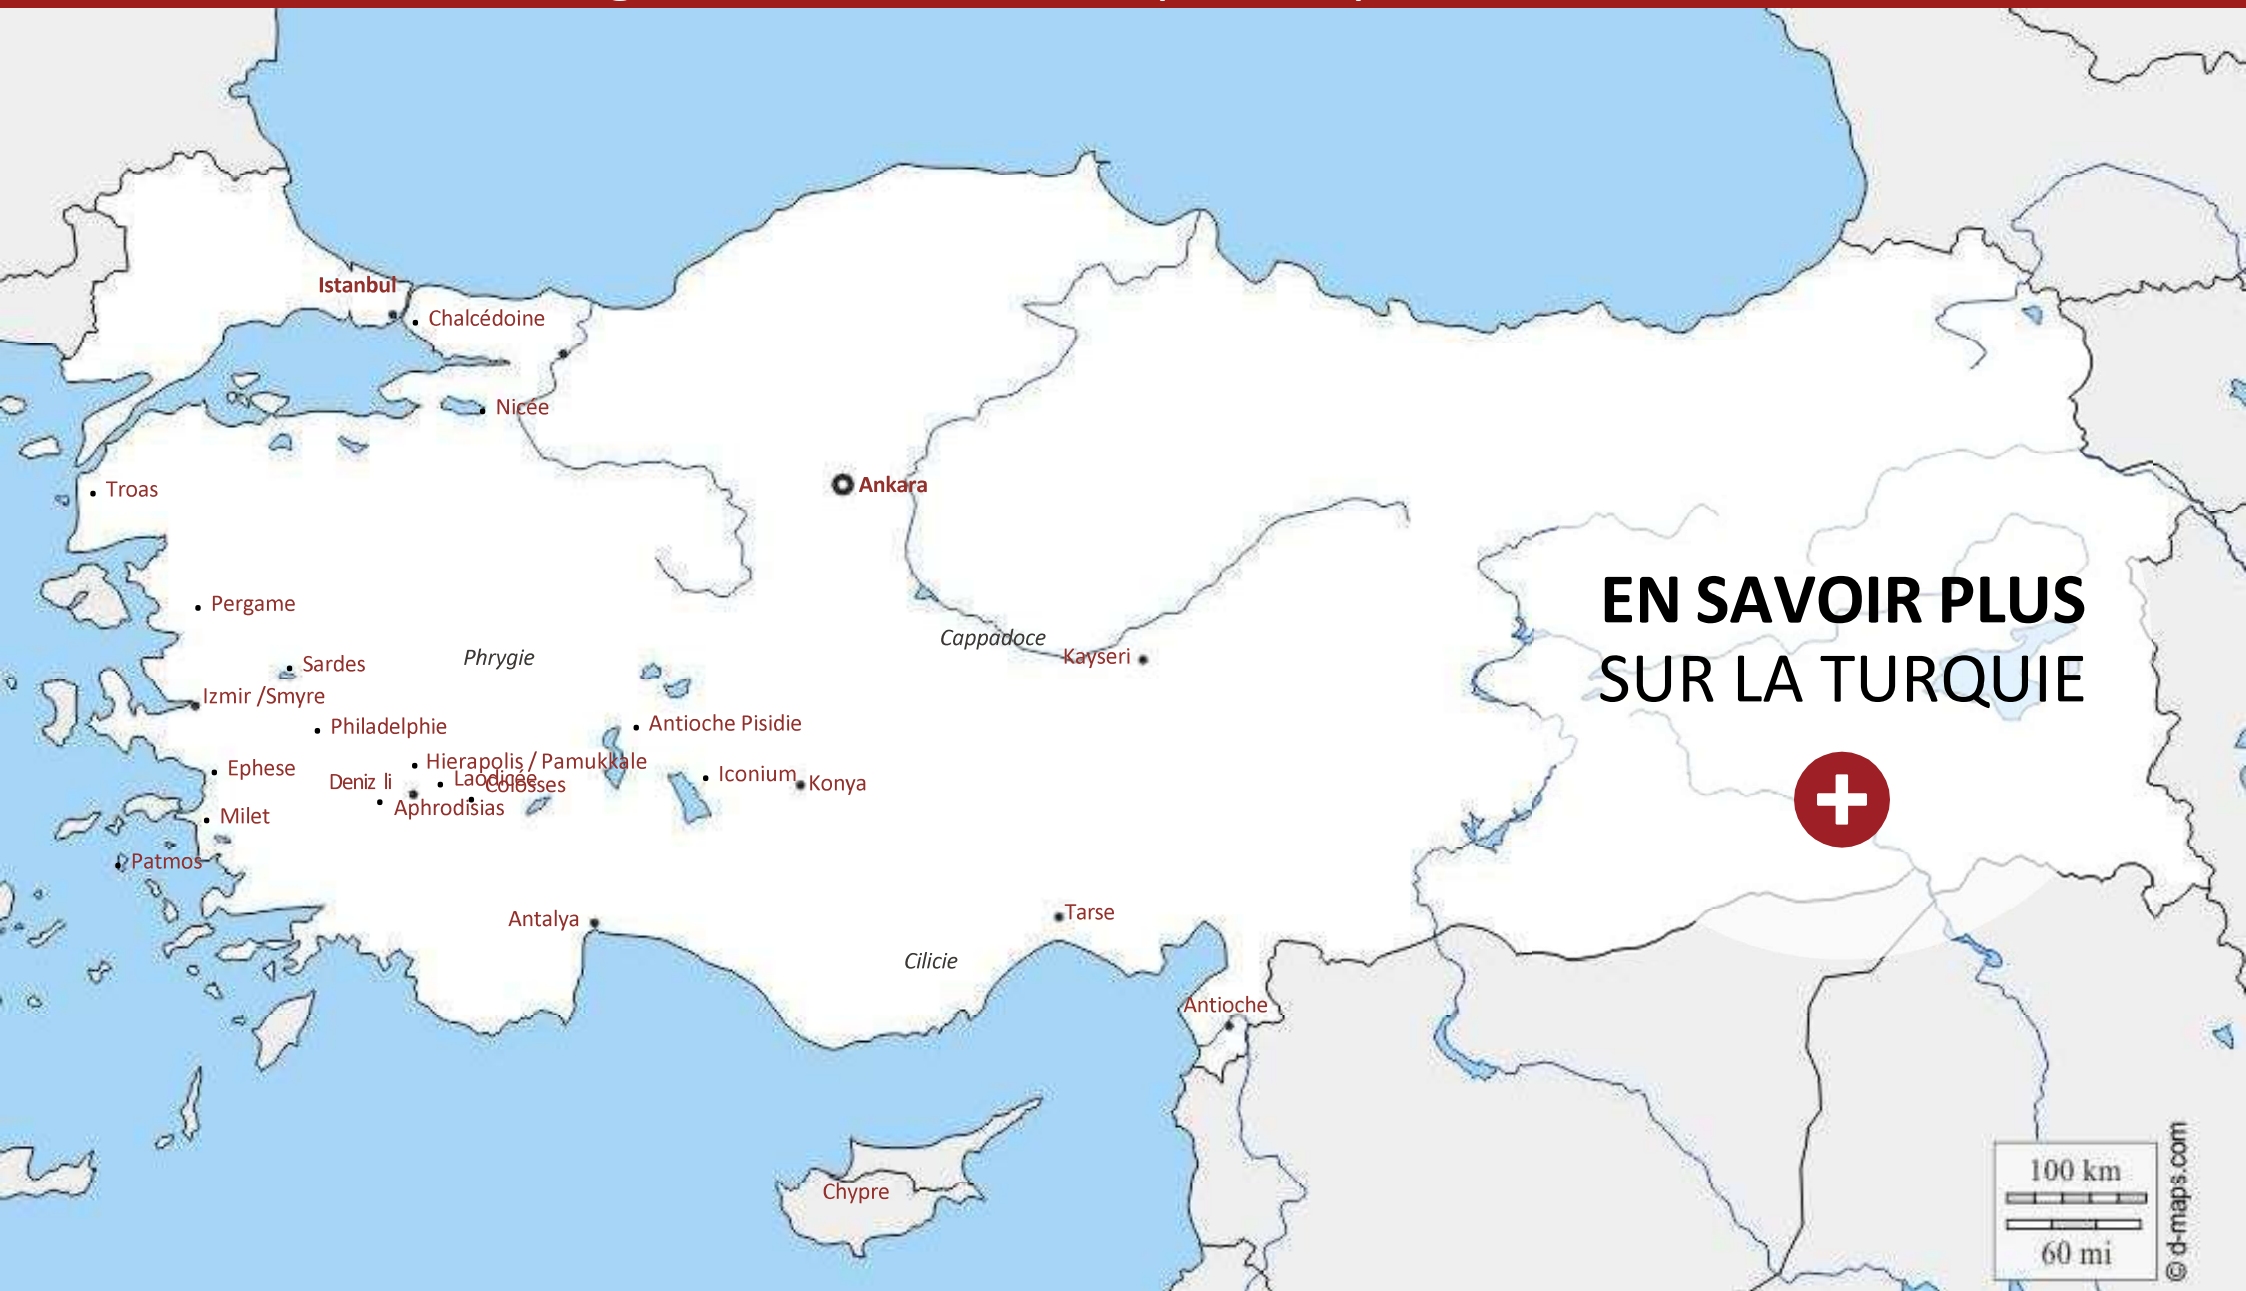 Istanbul
Chalcédoine
Nicée
Troas
Ankara
Pergame
Phrygie
Cappadoce
Kayseri
Sardes
Izmir /Smyre
Philadelphie
Antioche Pisidie
Hierapolis / Pamukkale
Ephese
Deniz li
Laodicée
Colosses
Iconium
Konya
Aphrodisias
Milet
Patmos
Antalya
Tarse
Cilicie
Antioche
Chypre
EN SAVOIR PLUS
SUR LA TURQUIE
100 km
60 mi
© d-maps.com